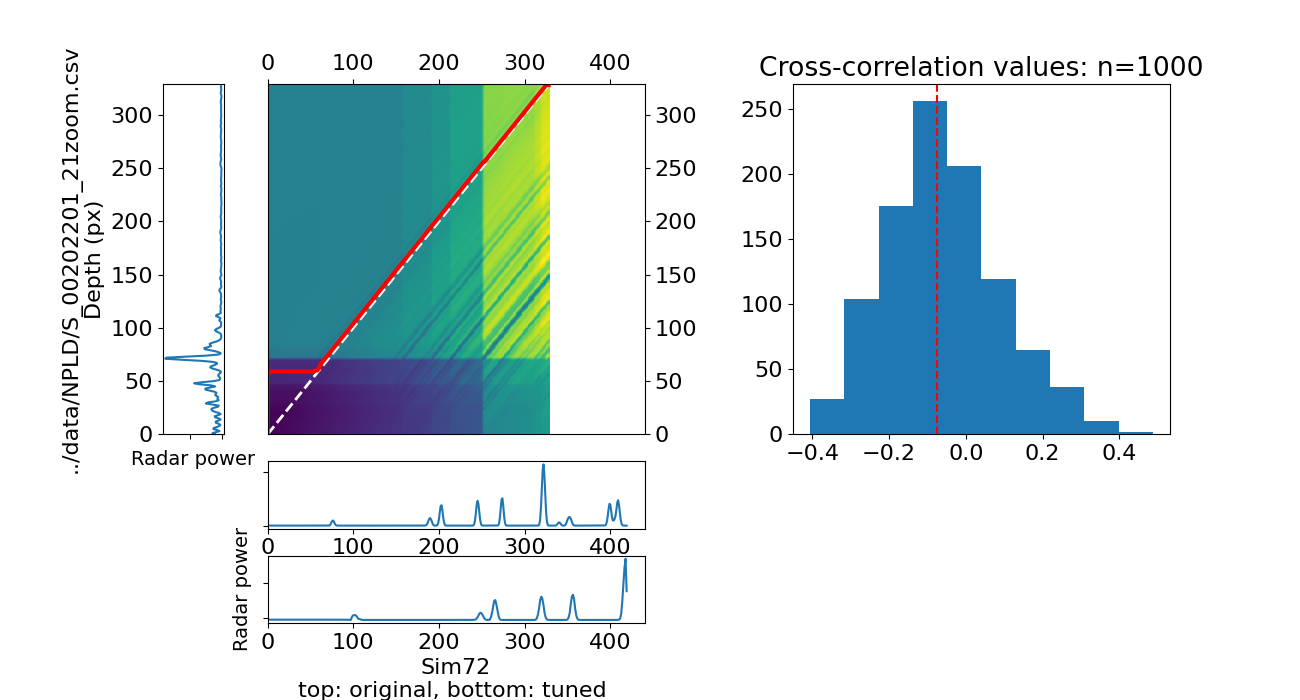 ../data/NPLD/S_00202201_21zoom.csv
Depth (px)
0 100 200 300 400
300
250
200
150
100
50
0
300
250
200
150
100
50
0
Radar power
0 100 200 300 400
Radar power
0 100 200 300 400
Sim72
top: original, bottom: tuned
Cross-correlation values: n=1000
250
200
150
100
50
0
−0.4 −0.2 0.0 0.2 0.4